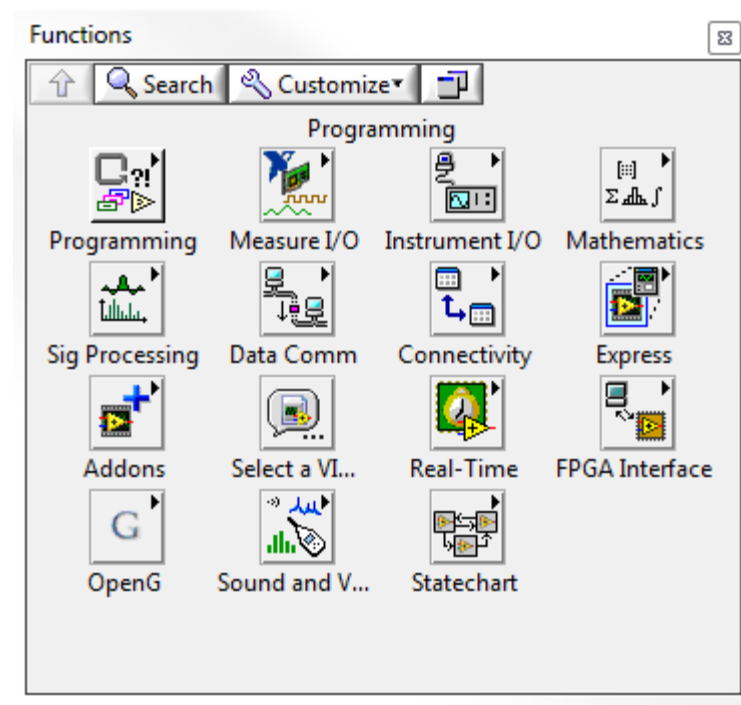 Functions
Search Customize
Programming
Programming Measure I/O Instrument I/O Mathematics
Sig Processing Data Comm Connectivity Express
Addons Select a VI... Real-Time FPGA Interface
G
OpenG Sound and V... Statechart